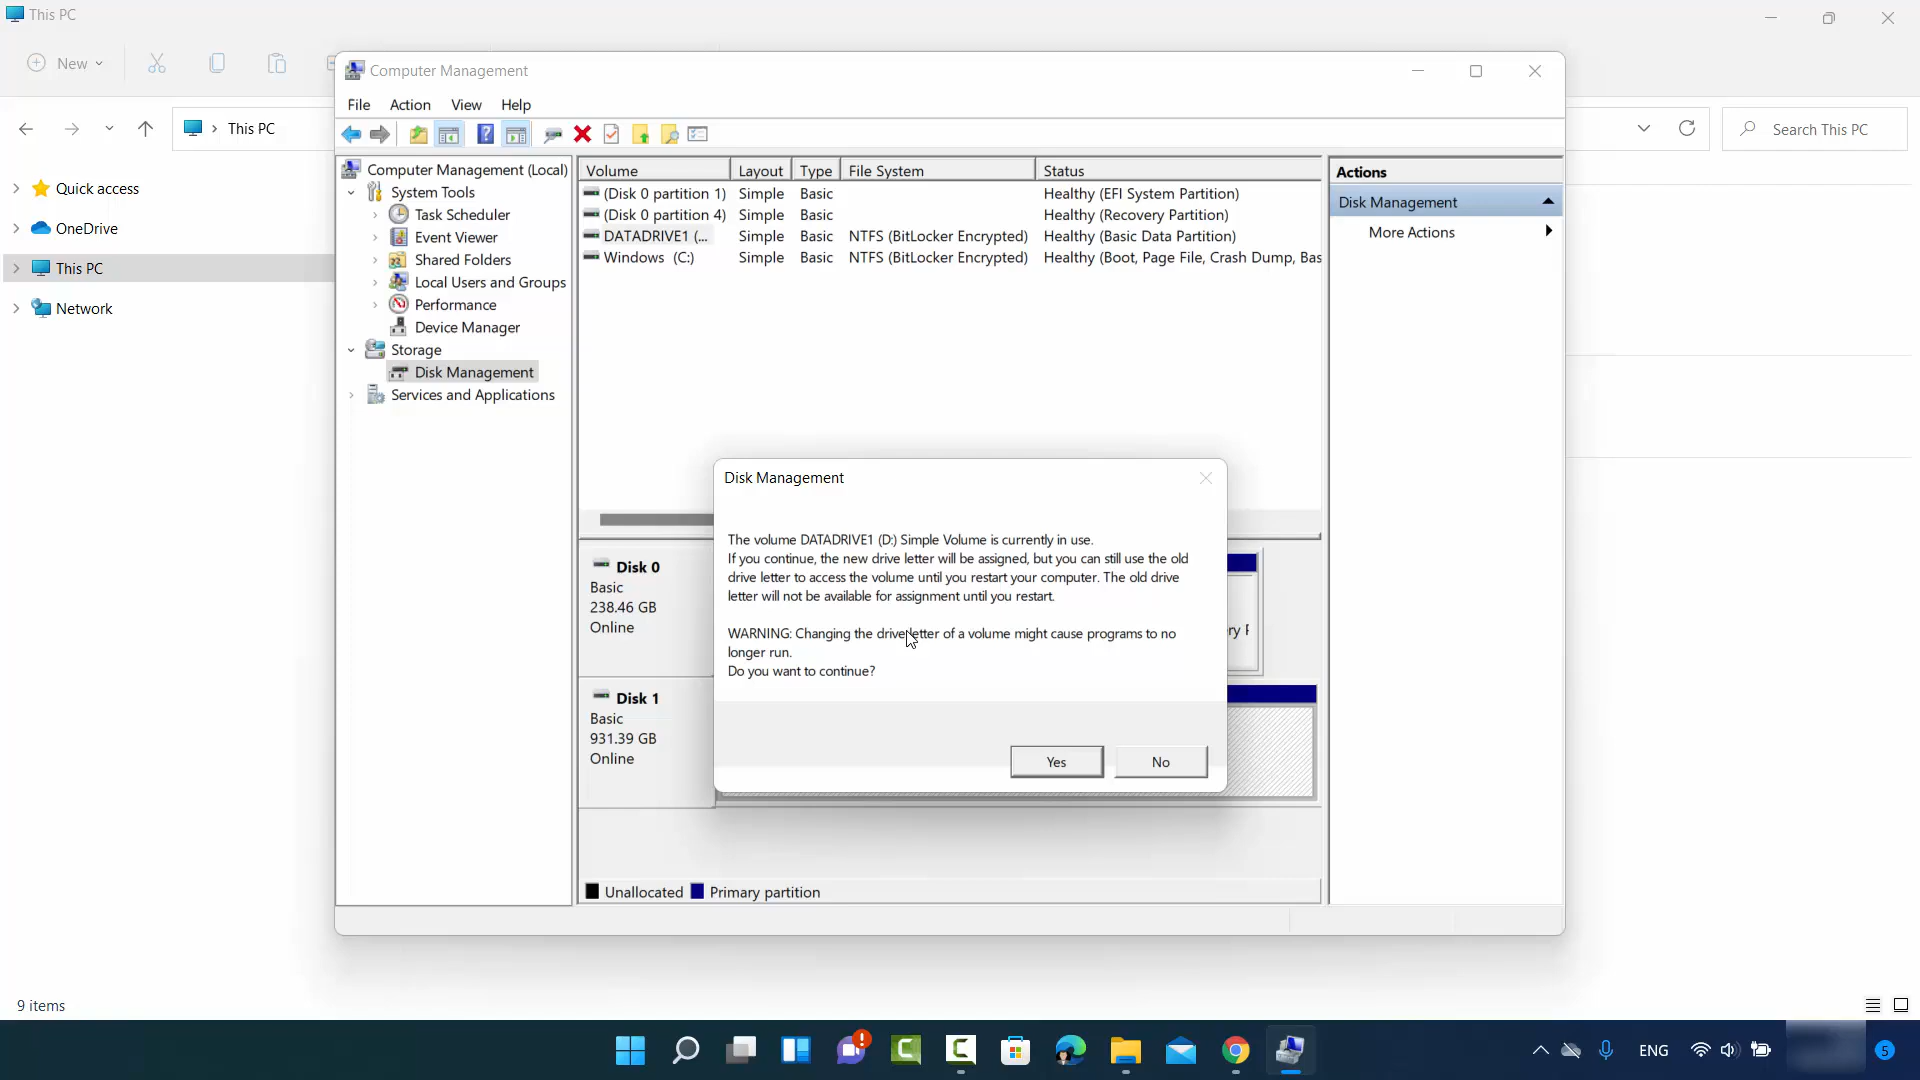 This PC
New
Computer Management
File Action View Help
This PC
Search This PC
Quick access
OneDrive
This PC
Network
Computer Management (Local)
System Tools
Task Scheduler
Event Viewer
Shared Folders
Local Users and Groups
Performance
Device Manager
Storage
Disk Management
Services and Applications
Volume Layout Type File System Status
(Disk 0 partition 1) Simple Basic Healthy (EFI System Partition)
(Disk 0 partition 4) Simple Basic Healthy (Recovery Partition)
DATADRIVE1 (... Simple Basic NTFS (BitLocker Encrypted) Healthy (Basic Data Partition)
Windows (C:) Simple Basic NTFS (BitLocker Encrypted) Healthy (Boot, Page File, Crash Dump, Bas
Actions
Disk Management
More Actions
Disk Management
The volume DATADRIVE1 (D:) Simple Volume is currently in use.
If you continue, the new drive letter will be assigned, but you can still use the old
drive letter to access the volume until you restart your computer. The old drive
letter will not be available for assignment until you restart.
WARNING: Changing the drive letter of a volume might cause programs to no
longer run.
Do you want to continue?
Yes No
Disk 0
Basic
238.46 GB
Online
ry F
Disk 1
Basic
931.39 GB
Online
Unallocated Primary partition
9 items
ENG
5